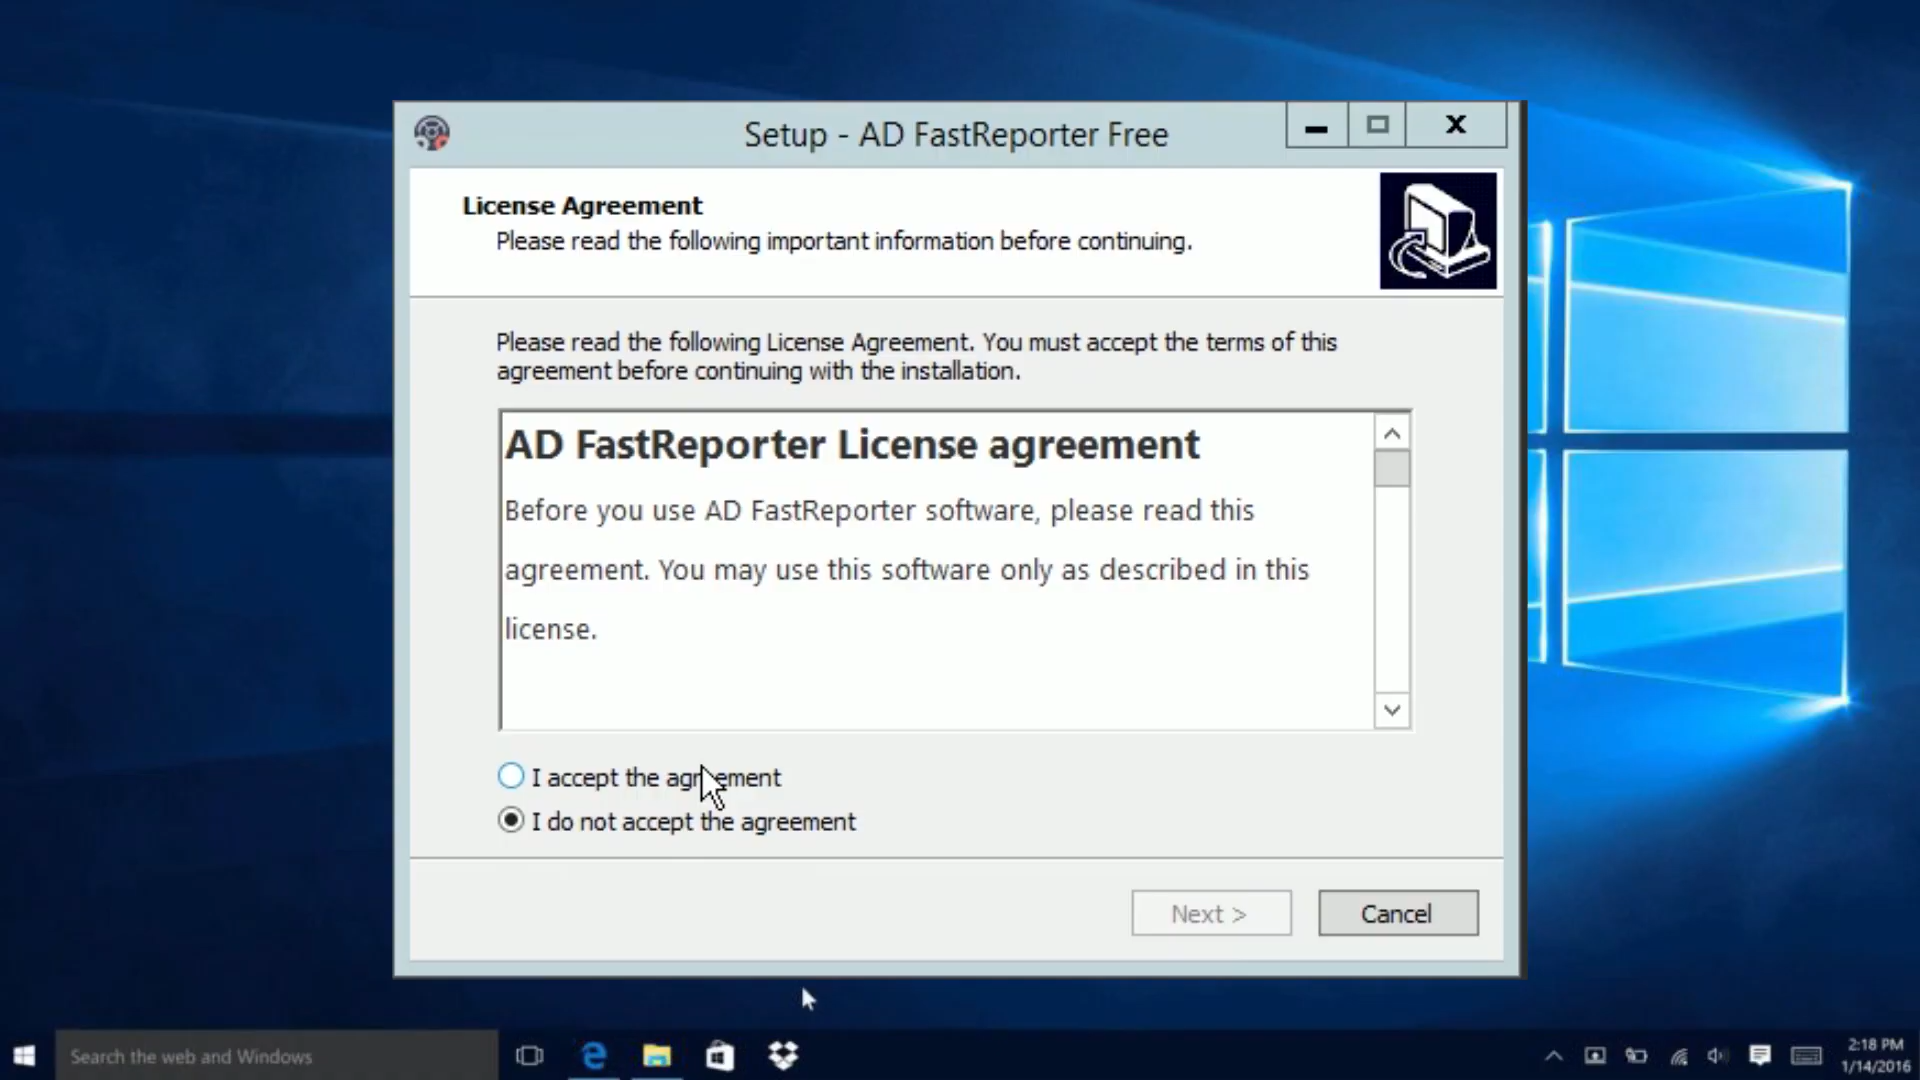 Setup - AD FastReporter Free
License Agreement
Please read the following important information before continuing.
Please read the following License Agreement. You must accept the terms of this
agreement before continuing with the installation.
AD FastReporter License agreement
Before you use AD FastReporter software, please read this
agreement. You may use this software only as described in this
license.
I accept the agreement
I do not accept the agreement
Next >
Cancel
Search the web and Windows
2:18 PM
1/14/2016